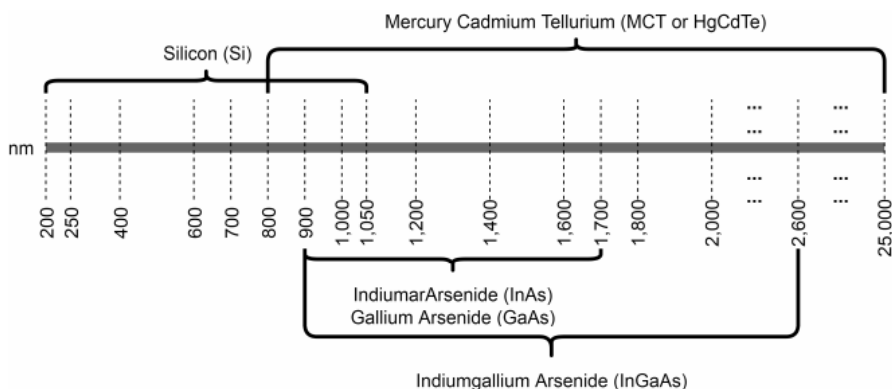 Mercury Cadmium Tellurium (MCT or HgCdTe)
Silicon (Si)
... ...
... ...
nm
... ...
... ...
200 250 400 600 700 800 900 1,000 1,050 1,200 1,400 1,600 1,700 1,800 2,000 2,600 25.000
IndiumarArsenide (InAs)
Gallium Arsenide (GaAs)
Indiumgallium Arsenide (InGaAs)